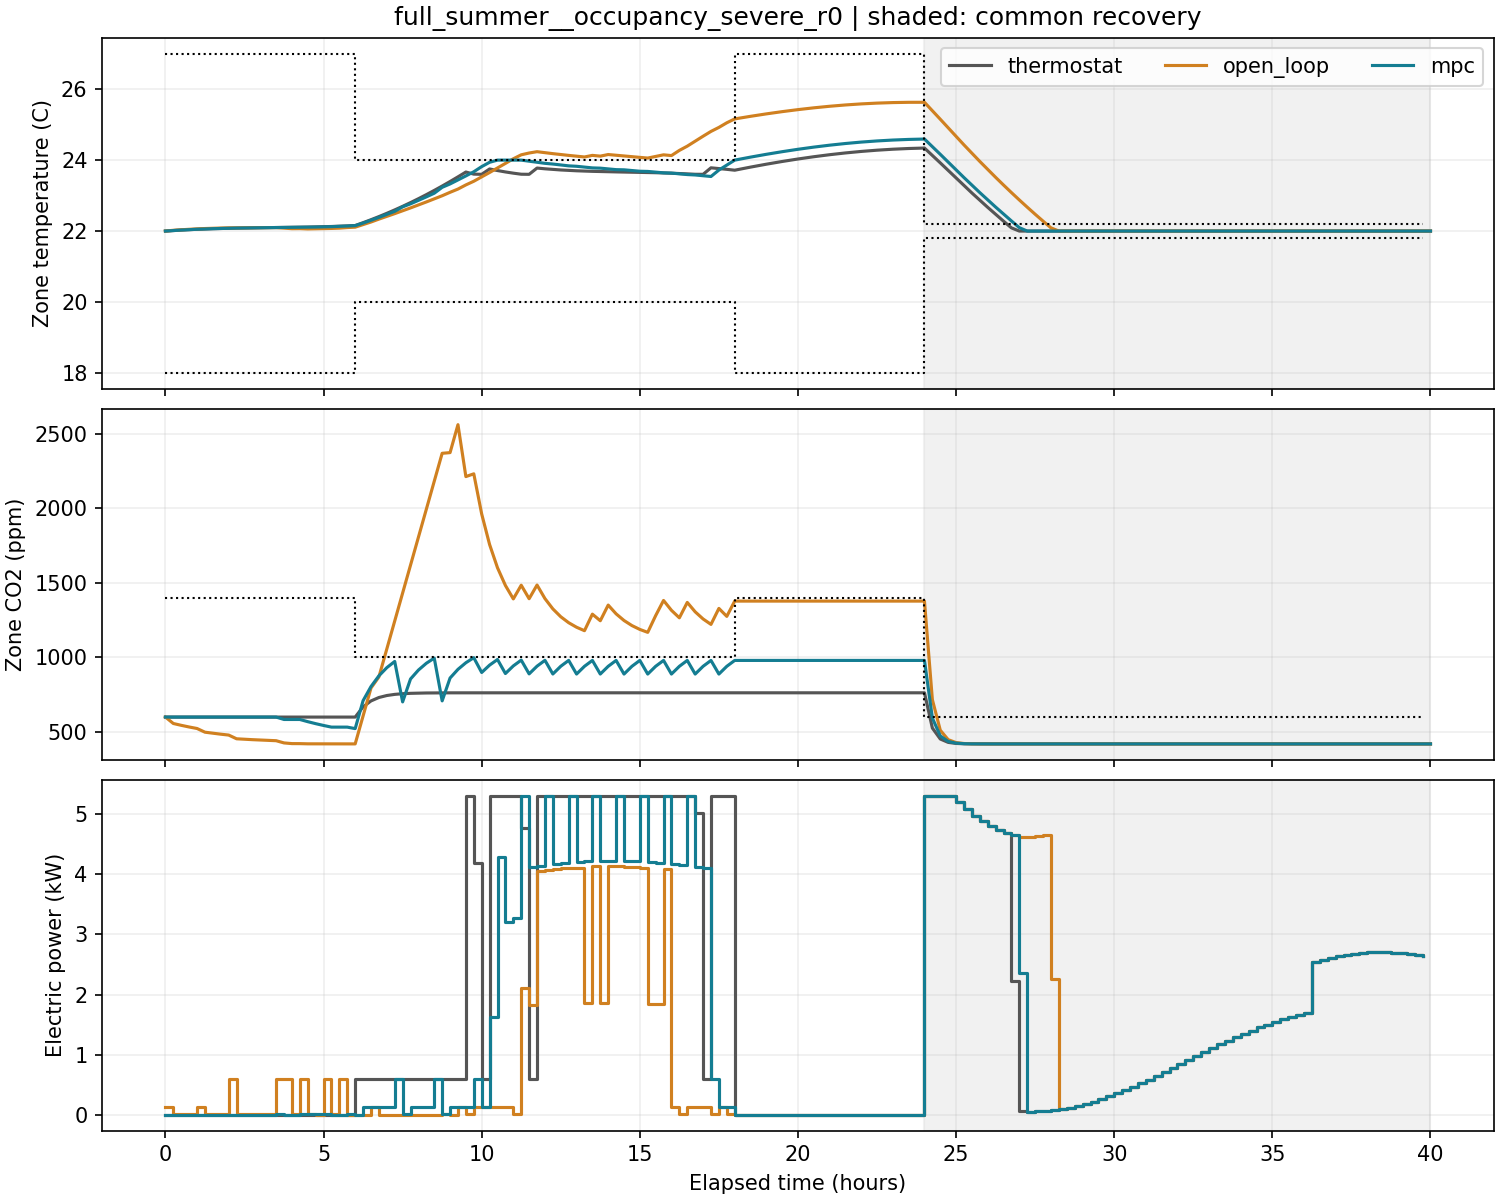 full_summer__occupancy_severe_r0 | shaded: common recovery
thermostat open_loop mpc
Zone temperature (C)
26
24
22
20
18
Zone CO2 (ppm)
2500
2000
1500
1000
500
Electric power (kW)
5
4
3
2
1
0
0 5 10 15 20 25 30 35 40
Elapsed time (hours)